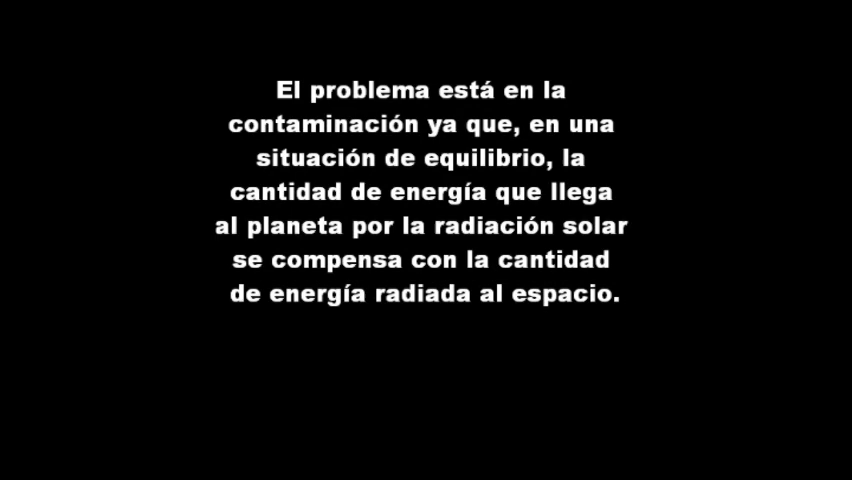 El problema está en la
contaminación ya que, en una
situación de equilibrio, la
cantidad de energía que llega
al planeta por la radiación solar
se compensa con la cantidad
de energía radiada al espacio.